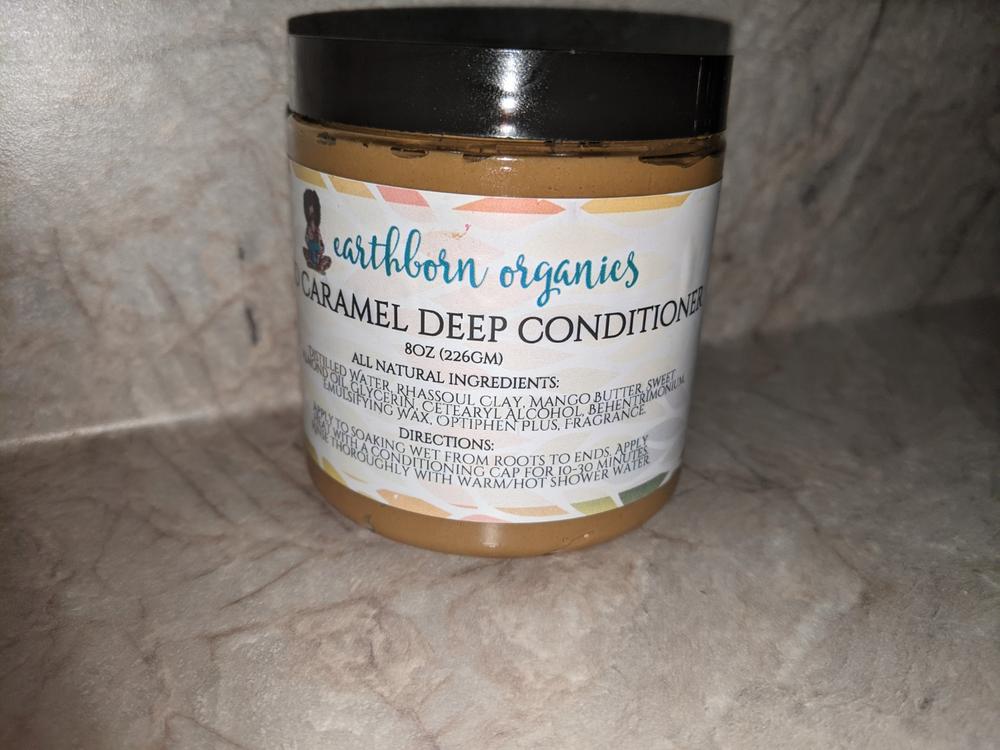 earthborn organics
CARAMEL DEEP CONDITIONER
8OZ (226GM)
ALL NATURAL INGREDIENTS:
DISTILLED WATER, RHASSOUL CLAY, MANGO BUTTER, SWEET
ALMOND OIL, GLYCERIN, CETEARYL ALCOHOL, BEHENTRIMONIUM,
EMULSIFYING WAX, OPTIPHEN PLUS, FRAGRANCE.
DIRECTIONS:
APPLY TO SOAKING WET FROM ROOTS TO ENDS. APPLY
WITH A CONDITIONING CAP FOR 10-30 MINUTES
THOROUGHLY WITH WARM/HOT SHOWER WATER